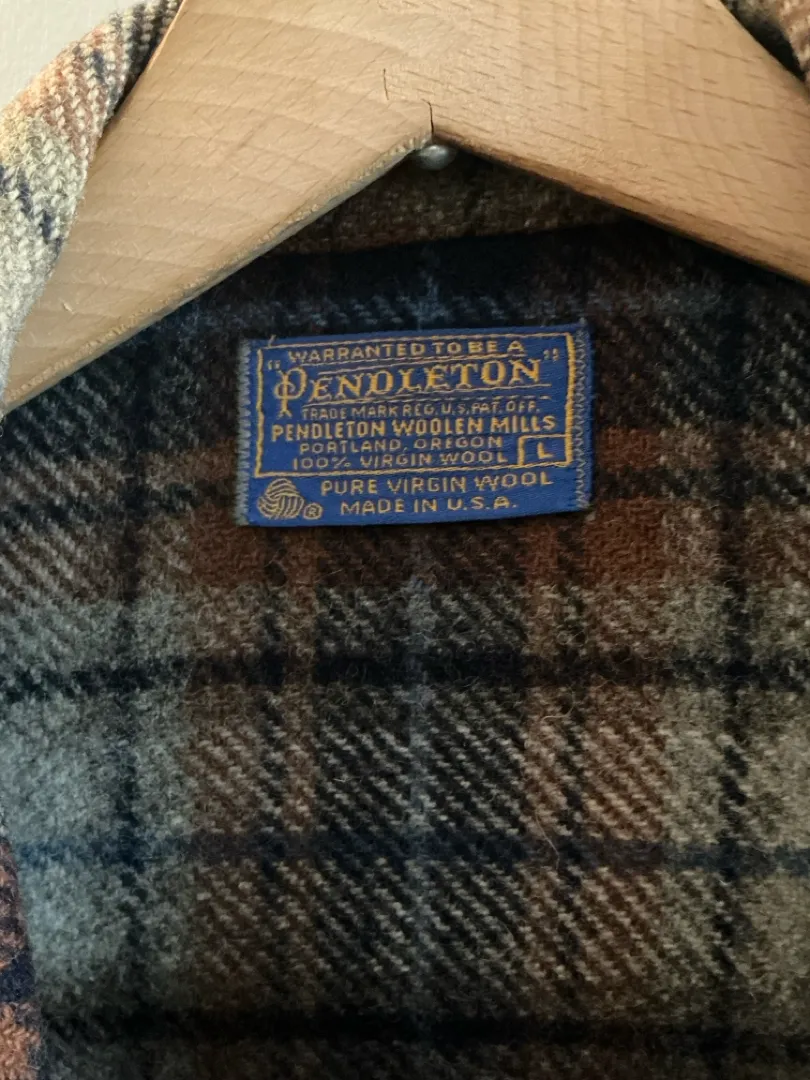 WARRANTED TO BE A
"PENDLETON"
TRADE MARK REG. U.S. PAT. OFF.
PENDLETON WOOLEN MILLS
PORTLAND, OREGON
100% VIRGIN WOOL L
PURE VIRGIN WOOL
® MADE IN U.S.A.